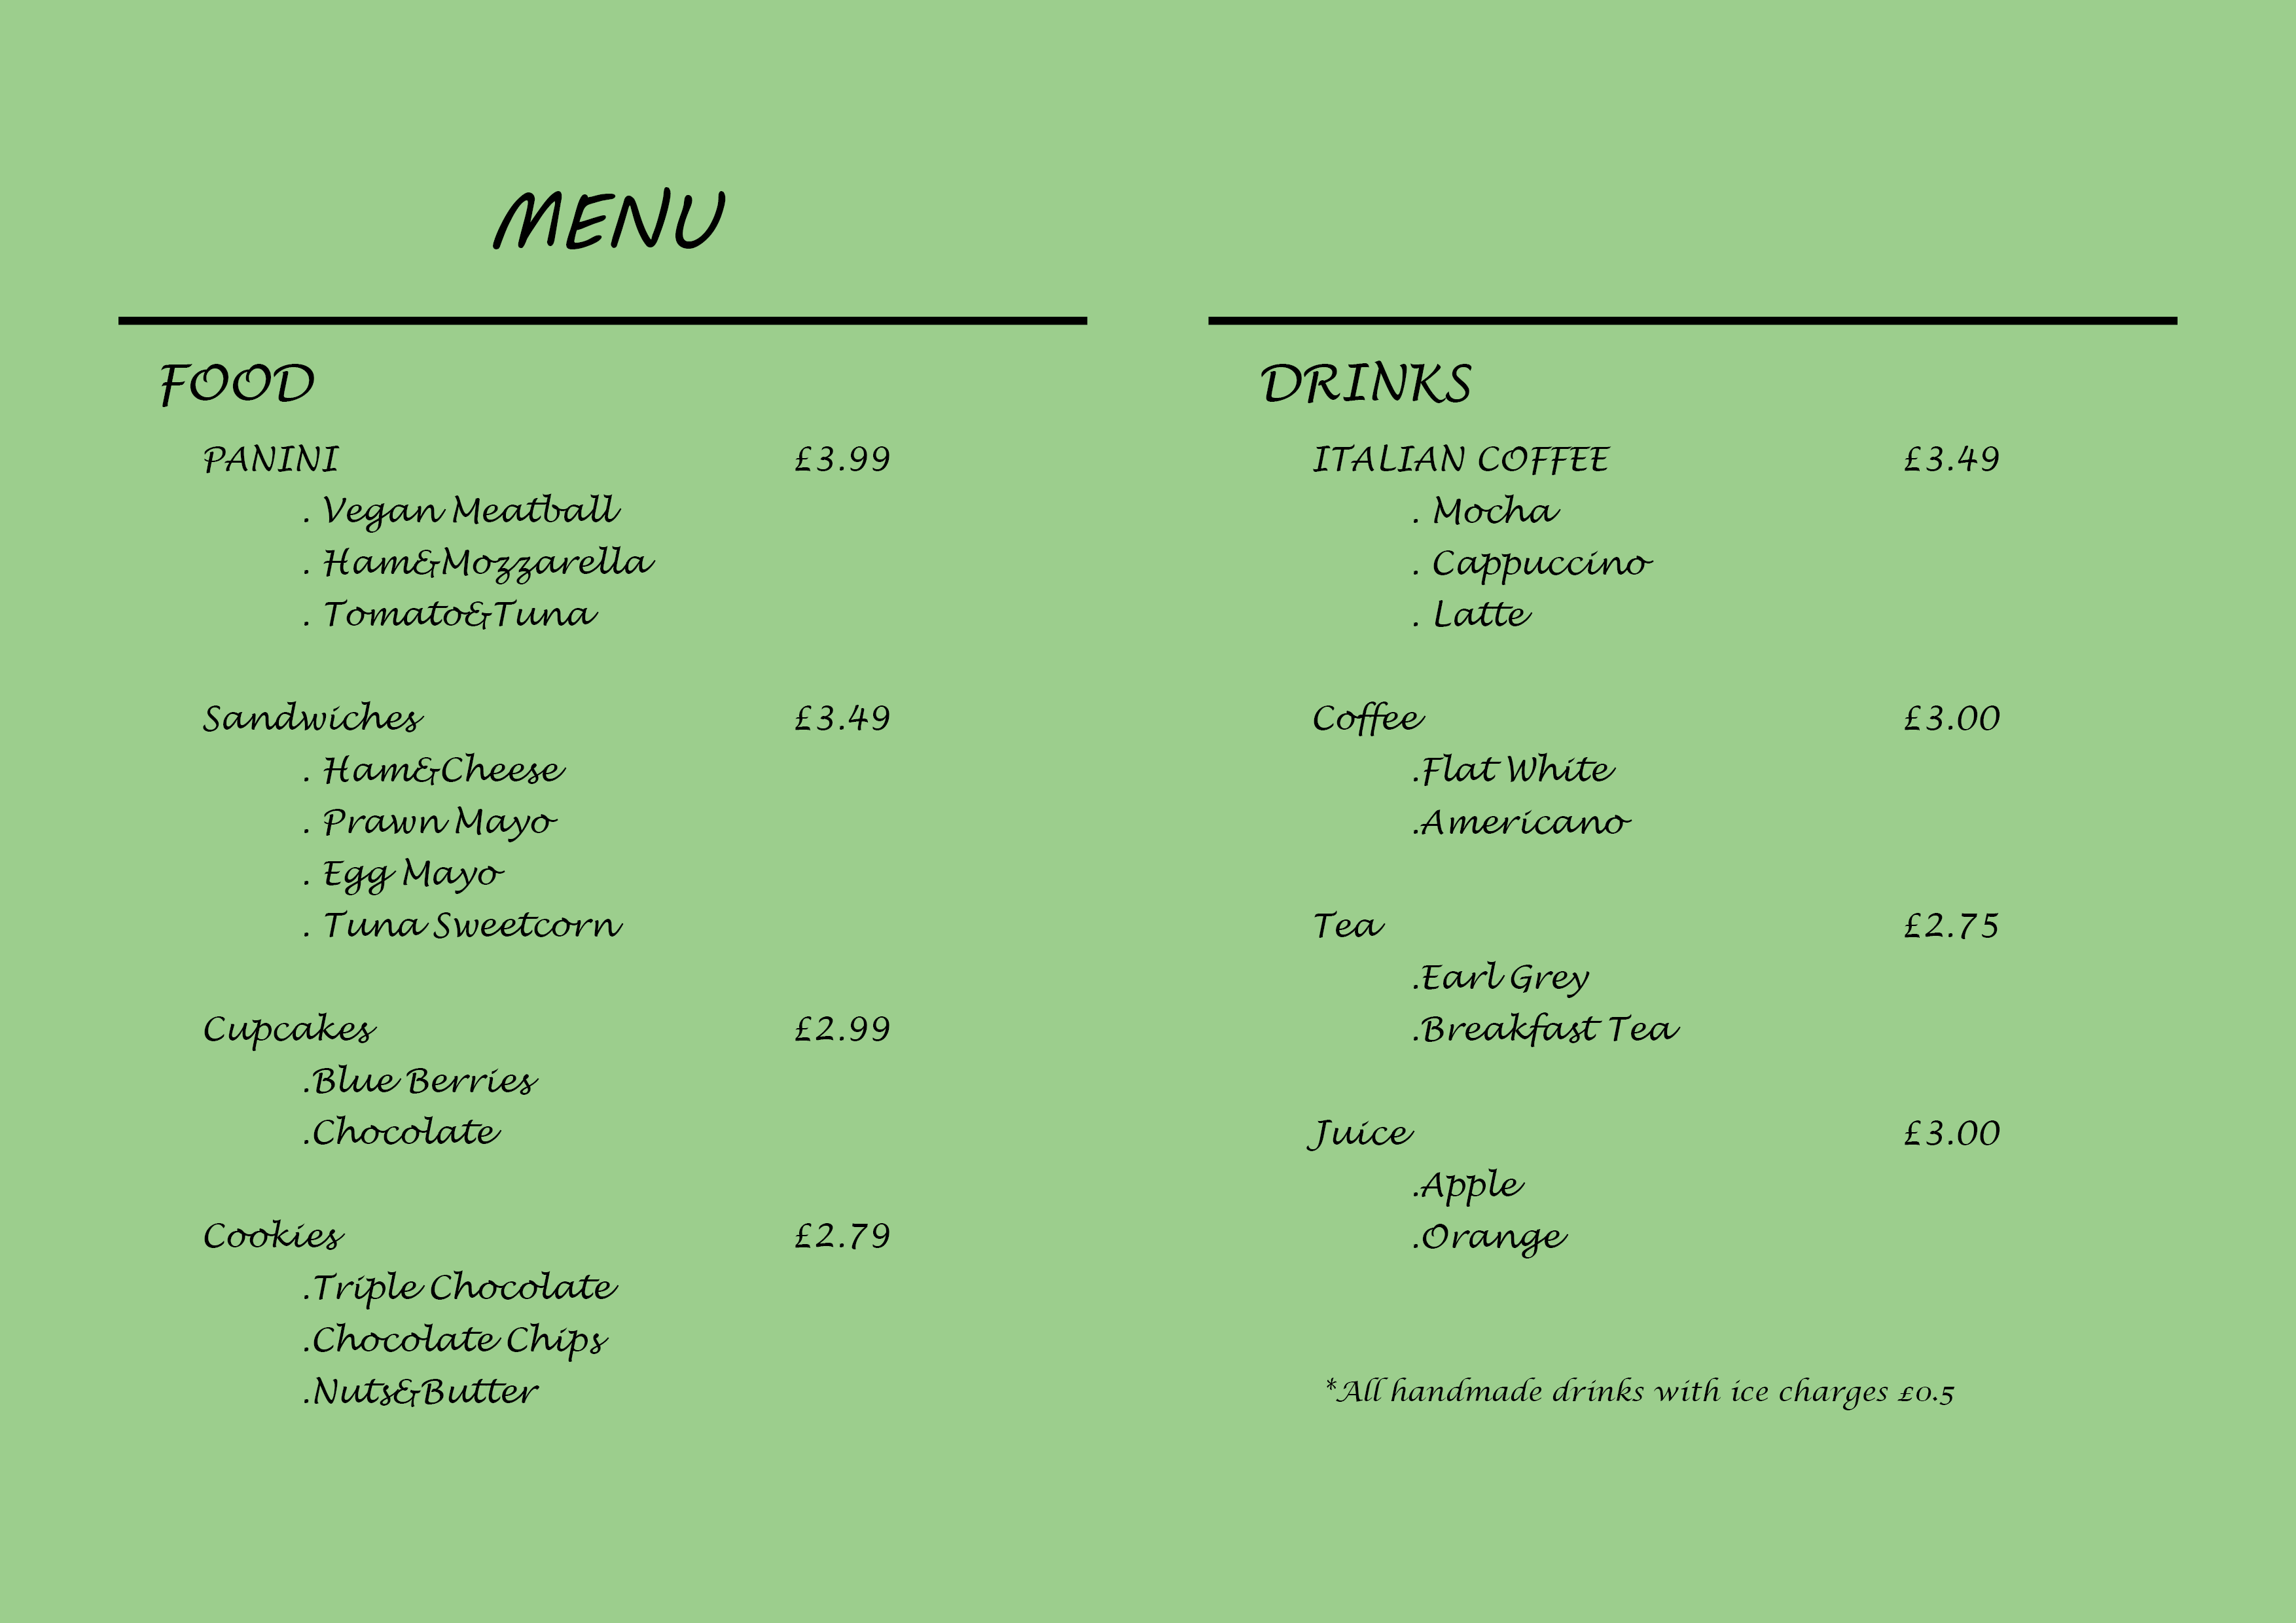 MENU
FOOD
PANINI £3.99
. Vegan Meatball
. Ham&Mozzarella
. Tomato&Tuna
Sandwiches £3.49
. Ham&Cheese
. Prawn Mayo
. Egg Mayo
. Tuna Sweetcorn
Cupcakes £2.99
.Blue Berries
.Chocolate
Cookies £2.79
.Triple Chocolate
.Chocolate Chips
.Nuts&Butter
DRINKS
ITALIAN COFFEE £3.49
. Mocha
. Cappuccino
. Latte
Coffee £3.00
.Flat White
.Americano
Tea £2.75
.Earl Grey
.Breakfast Tea
Juice £3.00
.Apple
.Orange
*All handmade drinks with ice charges £0.5